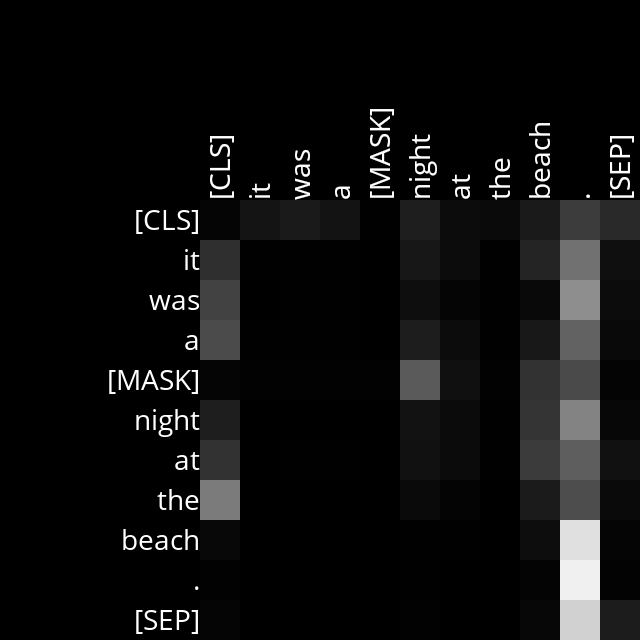 [CLS] it was a [MASK] night at the beach . [SEP]
[CLS]
it
was
a
[MASK]
night
at
the
beach
.
[SEP]